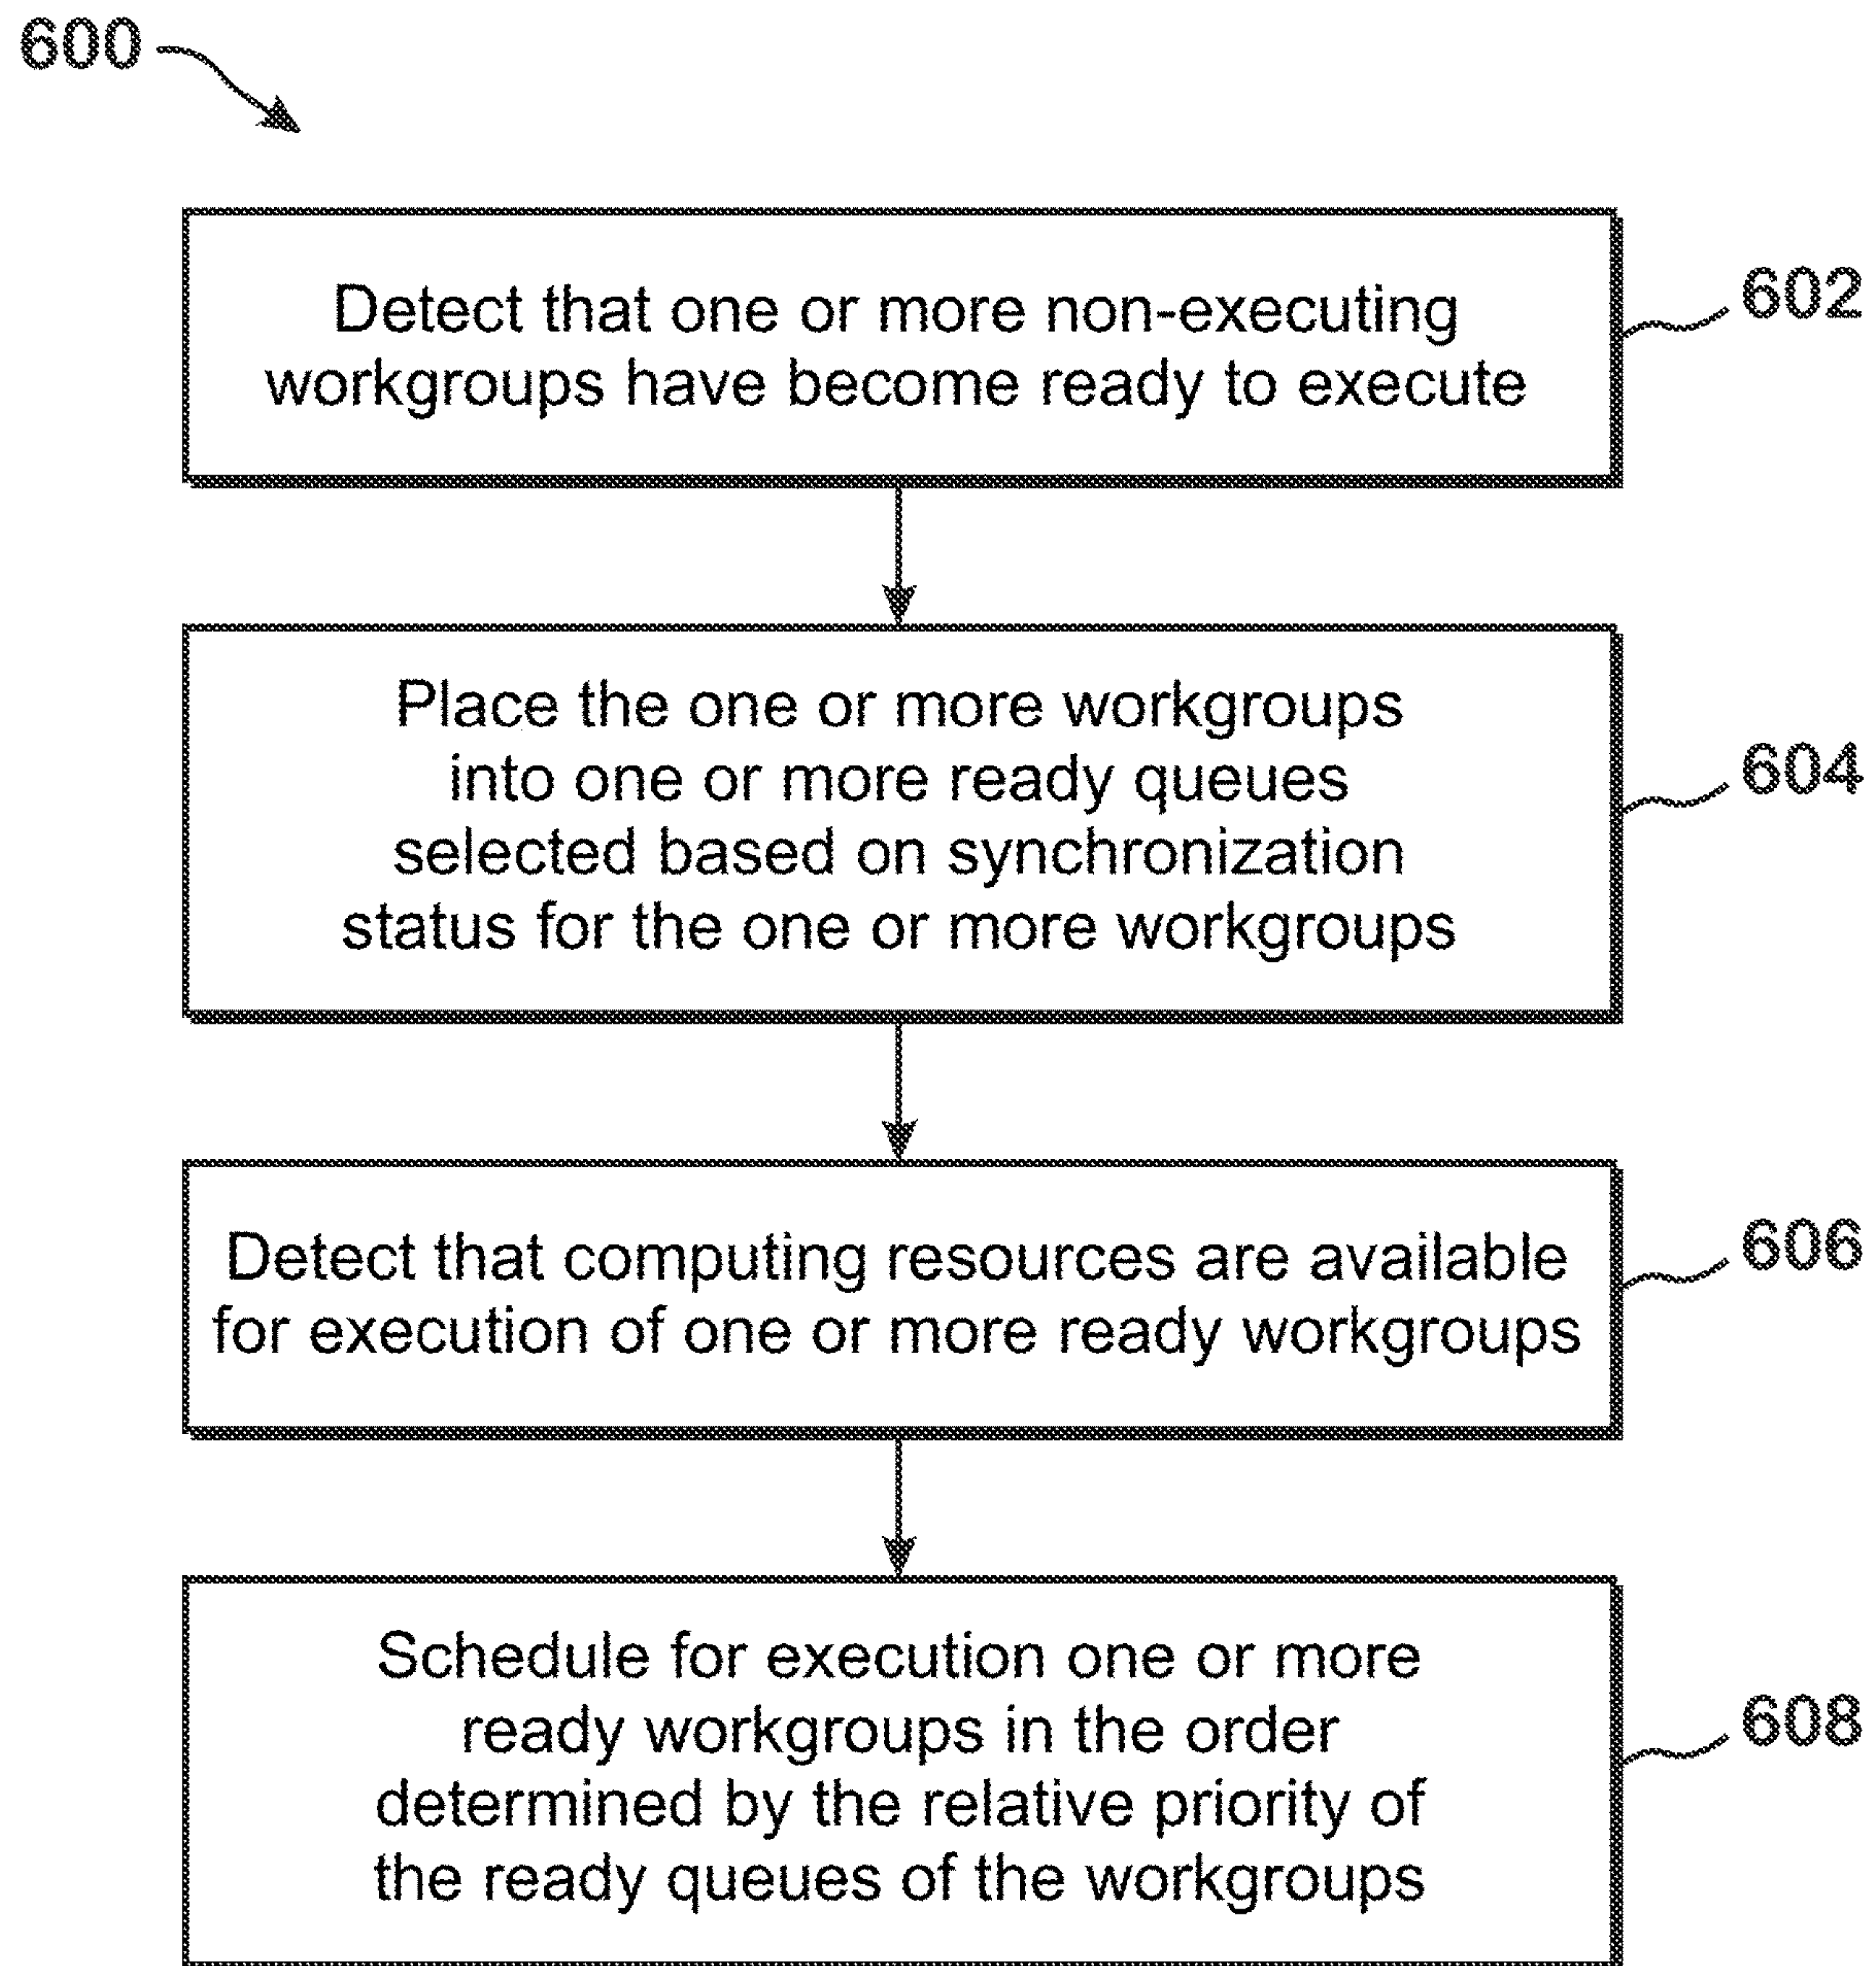 600
Detect that one or more non-executing
workgroups have become ready to execute
602
Place the one or more workgroups
into one or more ready queues
selected based on synchronization
status for the one or more workgroups
604
Detect that computing resources are available
for execution of one or more ready workgroups
606
Schedule for execution one or more
ready workgroups in the order
determined by the relative priority of
the ready queues of the workgroups
608